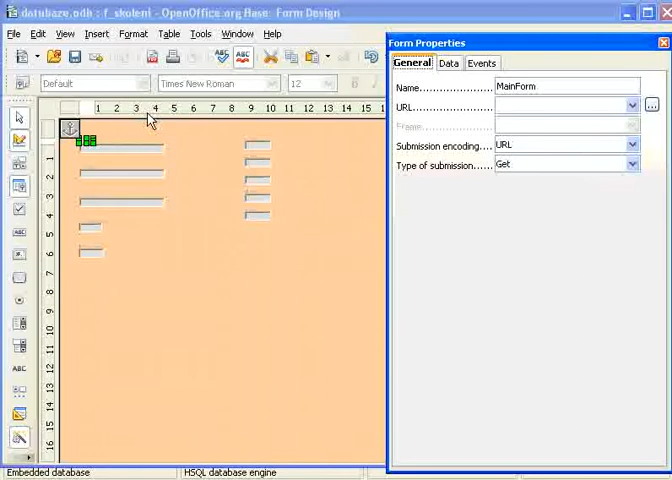 datubaze.odb : f_skoleni - OpenOffice.org Base: Form Design
File Edit View Insert Format Table Tools Window Help
Default Times New Roman 12 B I
1 2 3 4 5 6 7 8 9 10 11 12 13 14 15
1
2
3
4
5
6
7
8
9
10
11
12
13
14
15
16
ABC
Form Properties
General Data Events
Name MainForm
URL
Frame
Submission encoding.... URL
Type of submission....... Get
Embedded database HSQL database engine